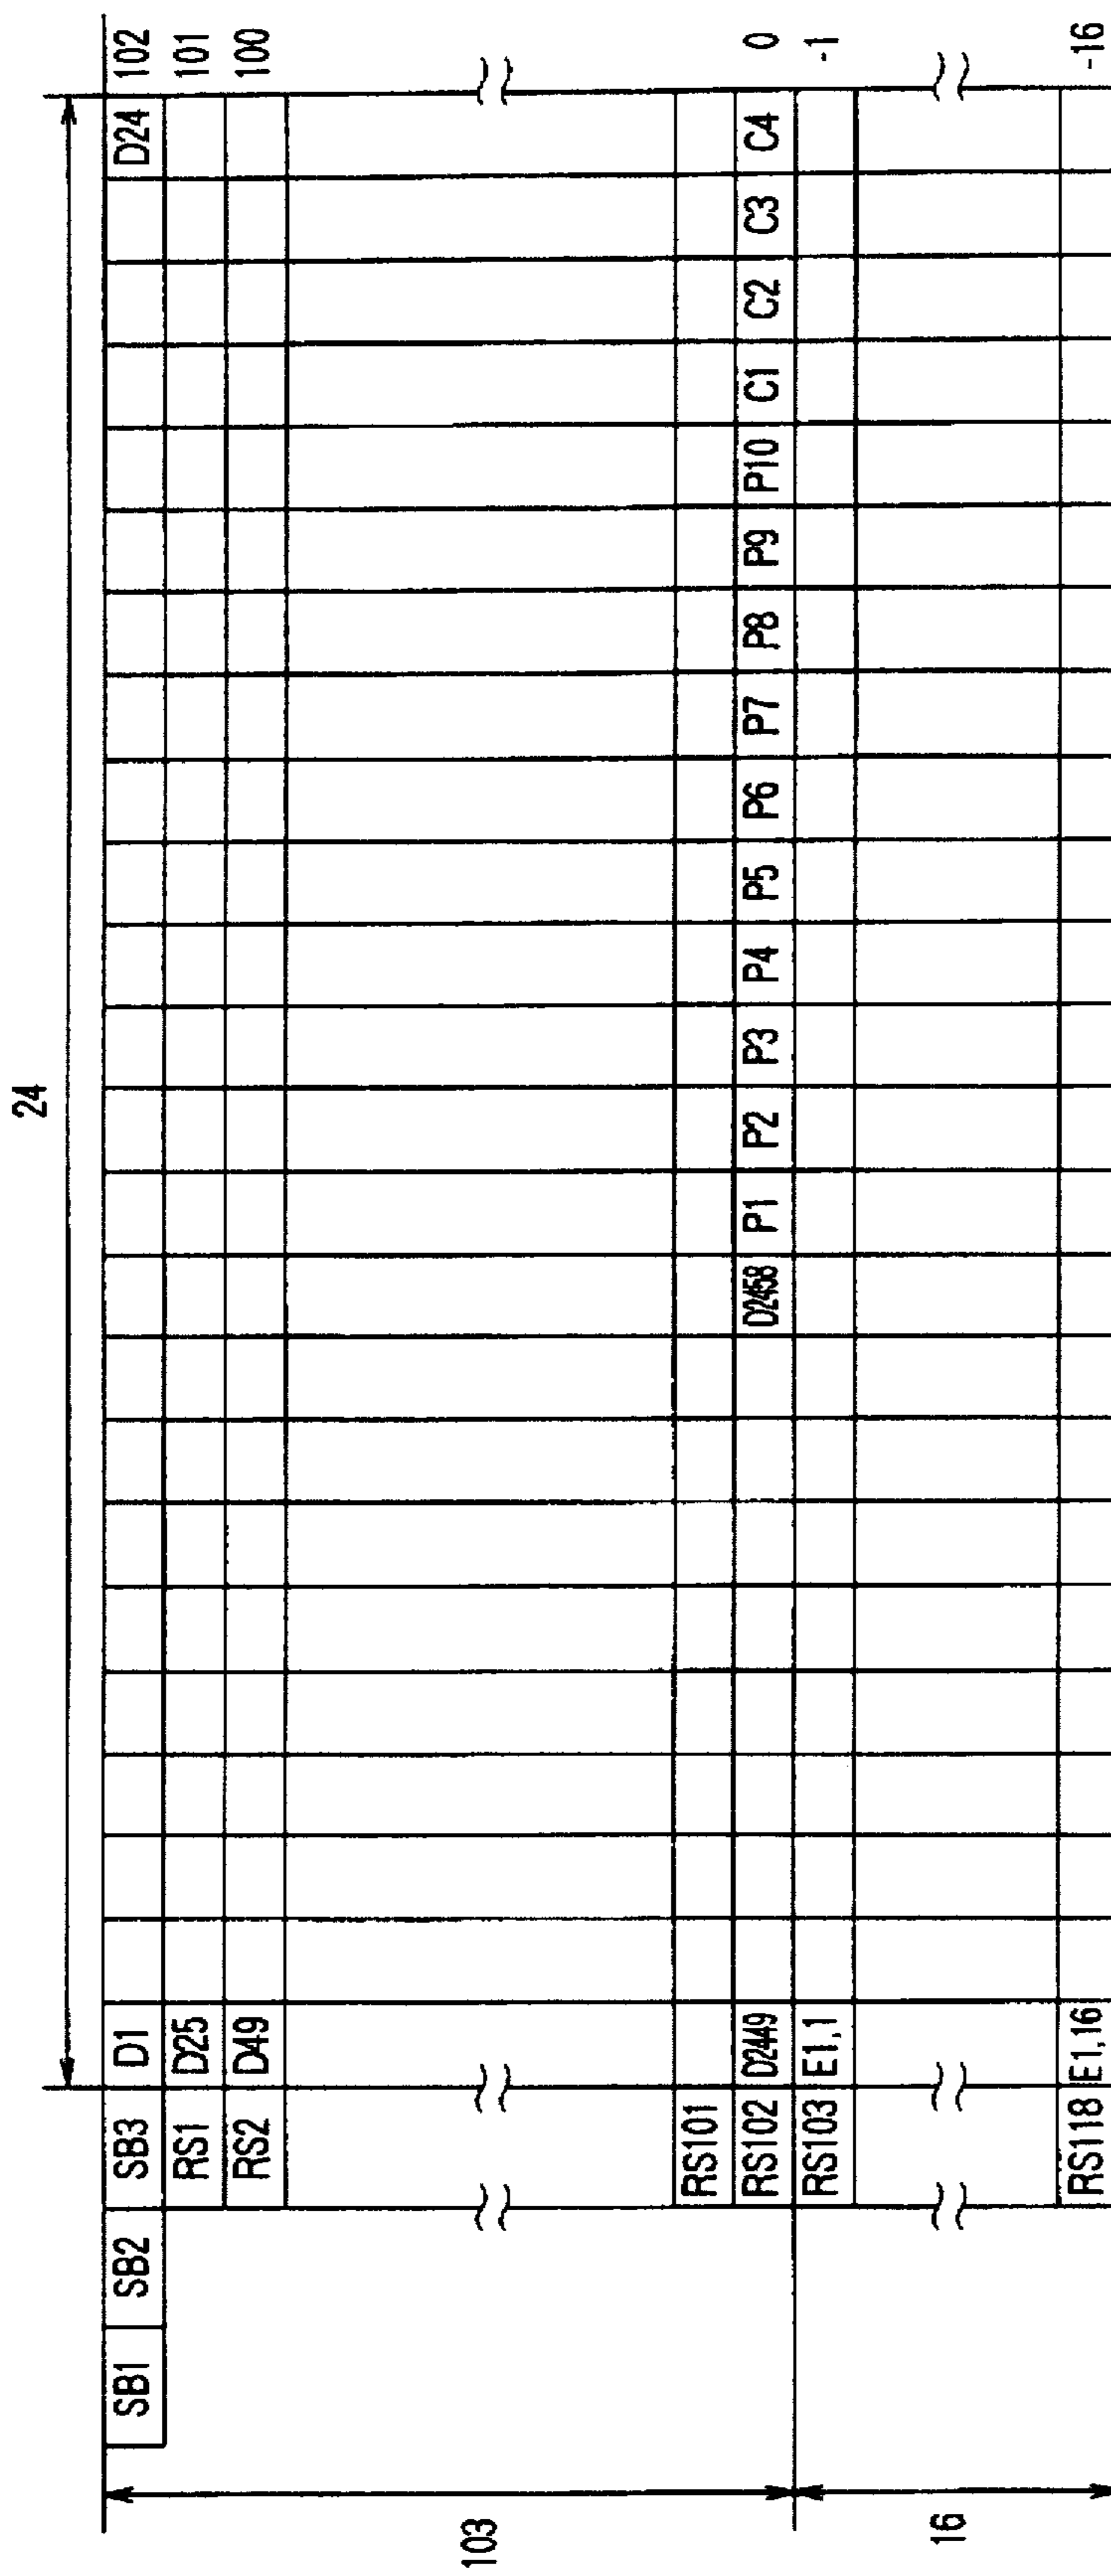 24
SB1 SB2 SB3 D1 D24 102
RS1 D25 101
RS2 D49 100
103
RS101
RS102 D2449 D2458 P1 P2 P3 P4 P5 P6 P7 P8 P9 P10 C1 C2 C3 C4 0
RS103 E1,1 -1
16
RS118 E1,16 -16